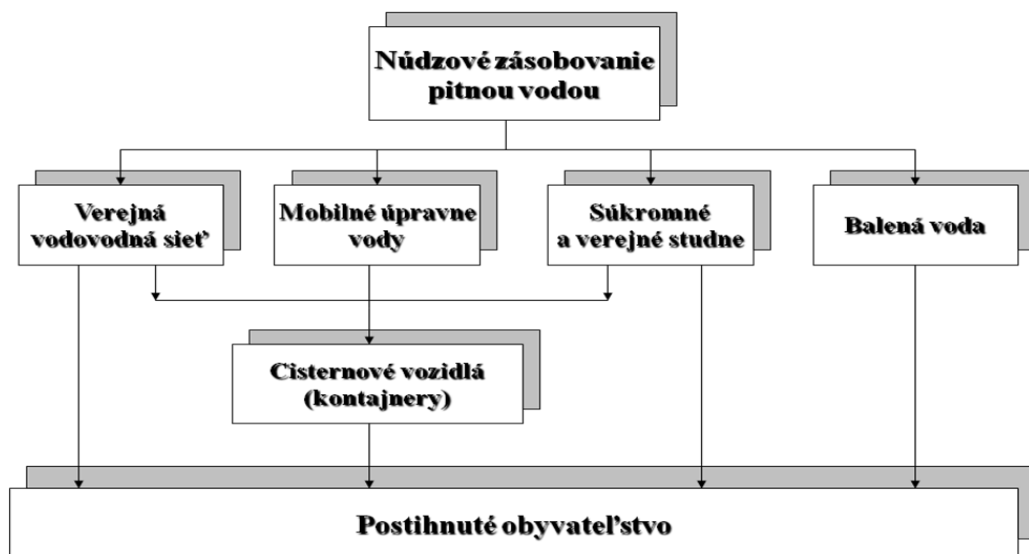 Núdzové zásobovanie
pitnou vodou
Verejná
vodovodná sieť
Mobilné úpravne
vody
Súkromné
a verejné studne
Balená voda
Cisternové vozidlá
(kontajnery)
Postihnuté obyvateľstvo